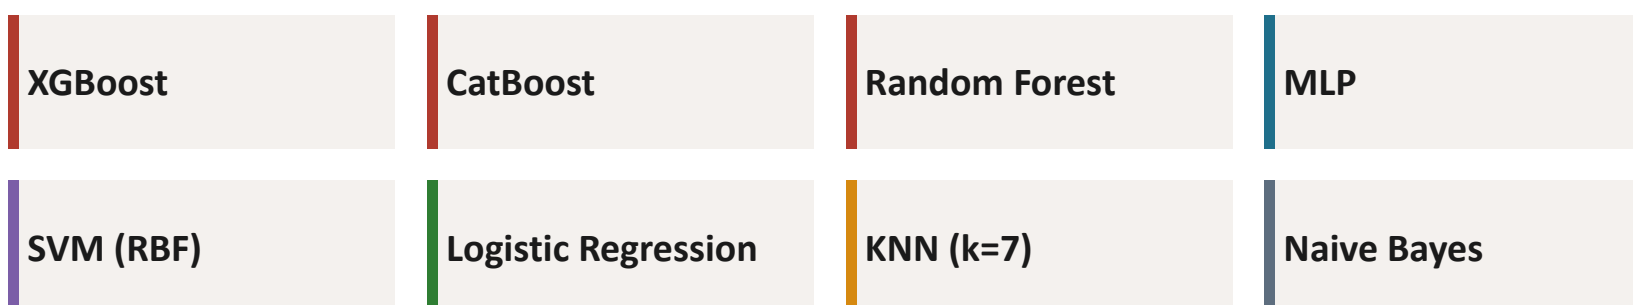 XGBoost
CatBoost
Random Forest
MLP
SVM (RBF)
Logistic Regression
KNN (k=7)
Naive Bayes